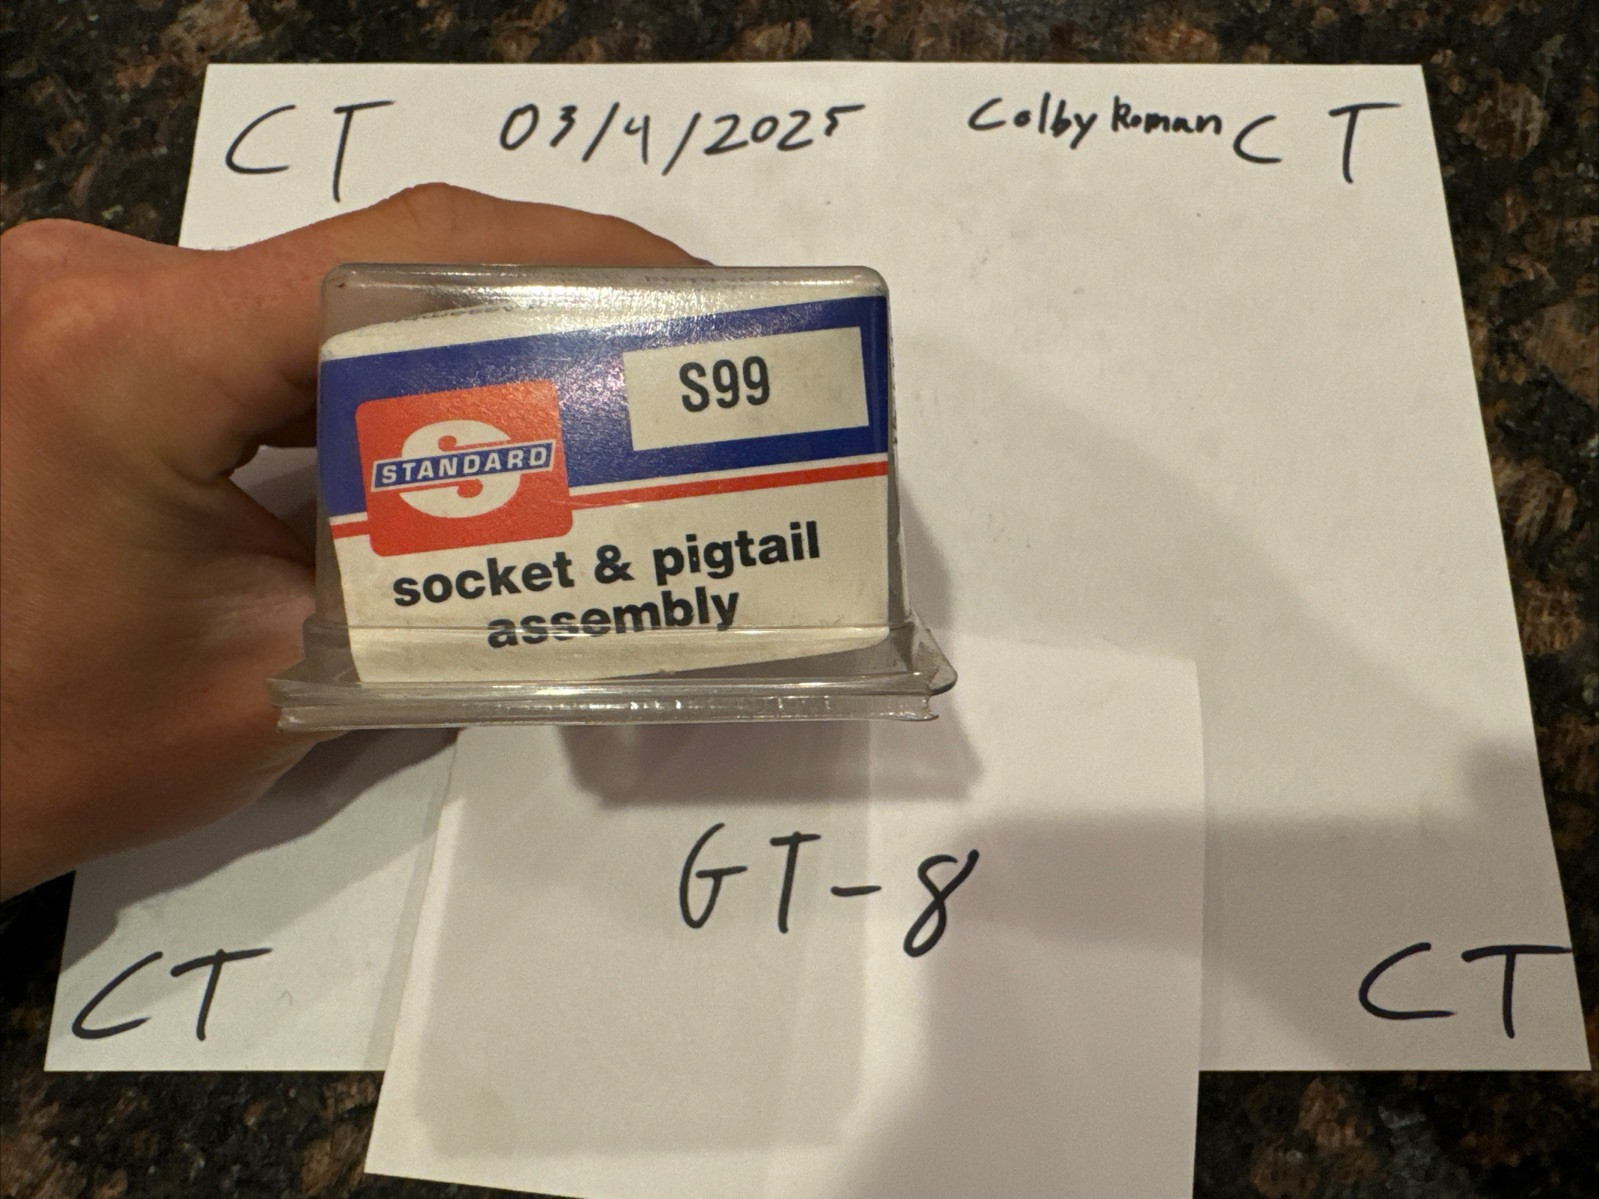 CT 03/4/2025 Colby Roman CT
S99
STANDARD
socket & pigtail
assembly
GT-8
CT CT